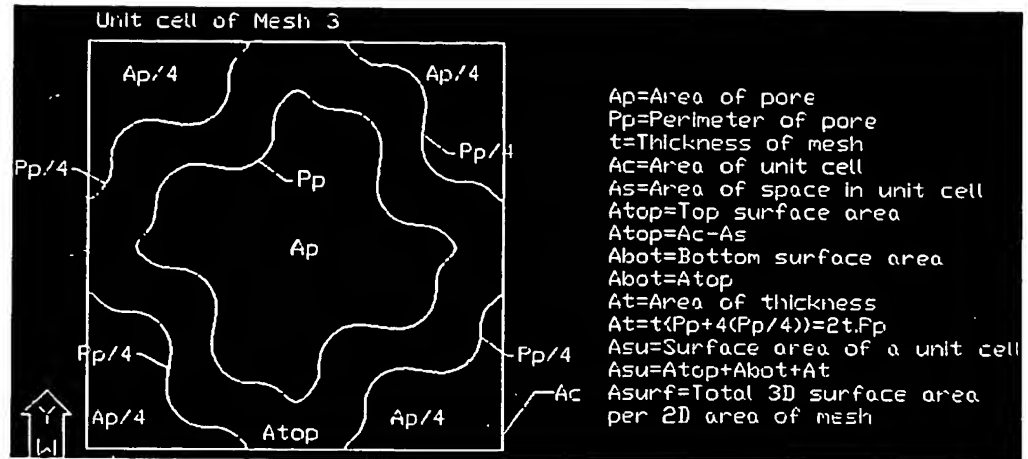 Unit cell of Mesh 3
Ap/4
Ap/4
Pp/4
Pp/4
Pp
Ap
Pp/4
Pp/4
Ac
Ap/4
Atop
Ap/4
Y
W
Ap=Area of pore
Pp=Perimeter of pore
t=Thickness of mesh
Ac=Area of unit cell
As=Area of space in unit cell
Atop=Top surface area
Atop=Ac-As
Abot=Bottom surface area
Abot=Atop
At=Area of thickness
At=t(Pp+4(Pp/4))=2t.Pp
Asu=Surface area of a unit cell
Asu=Atop+Abot+At
Asurf=Total 3D surface area
per 2D area of mesh